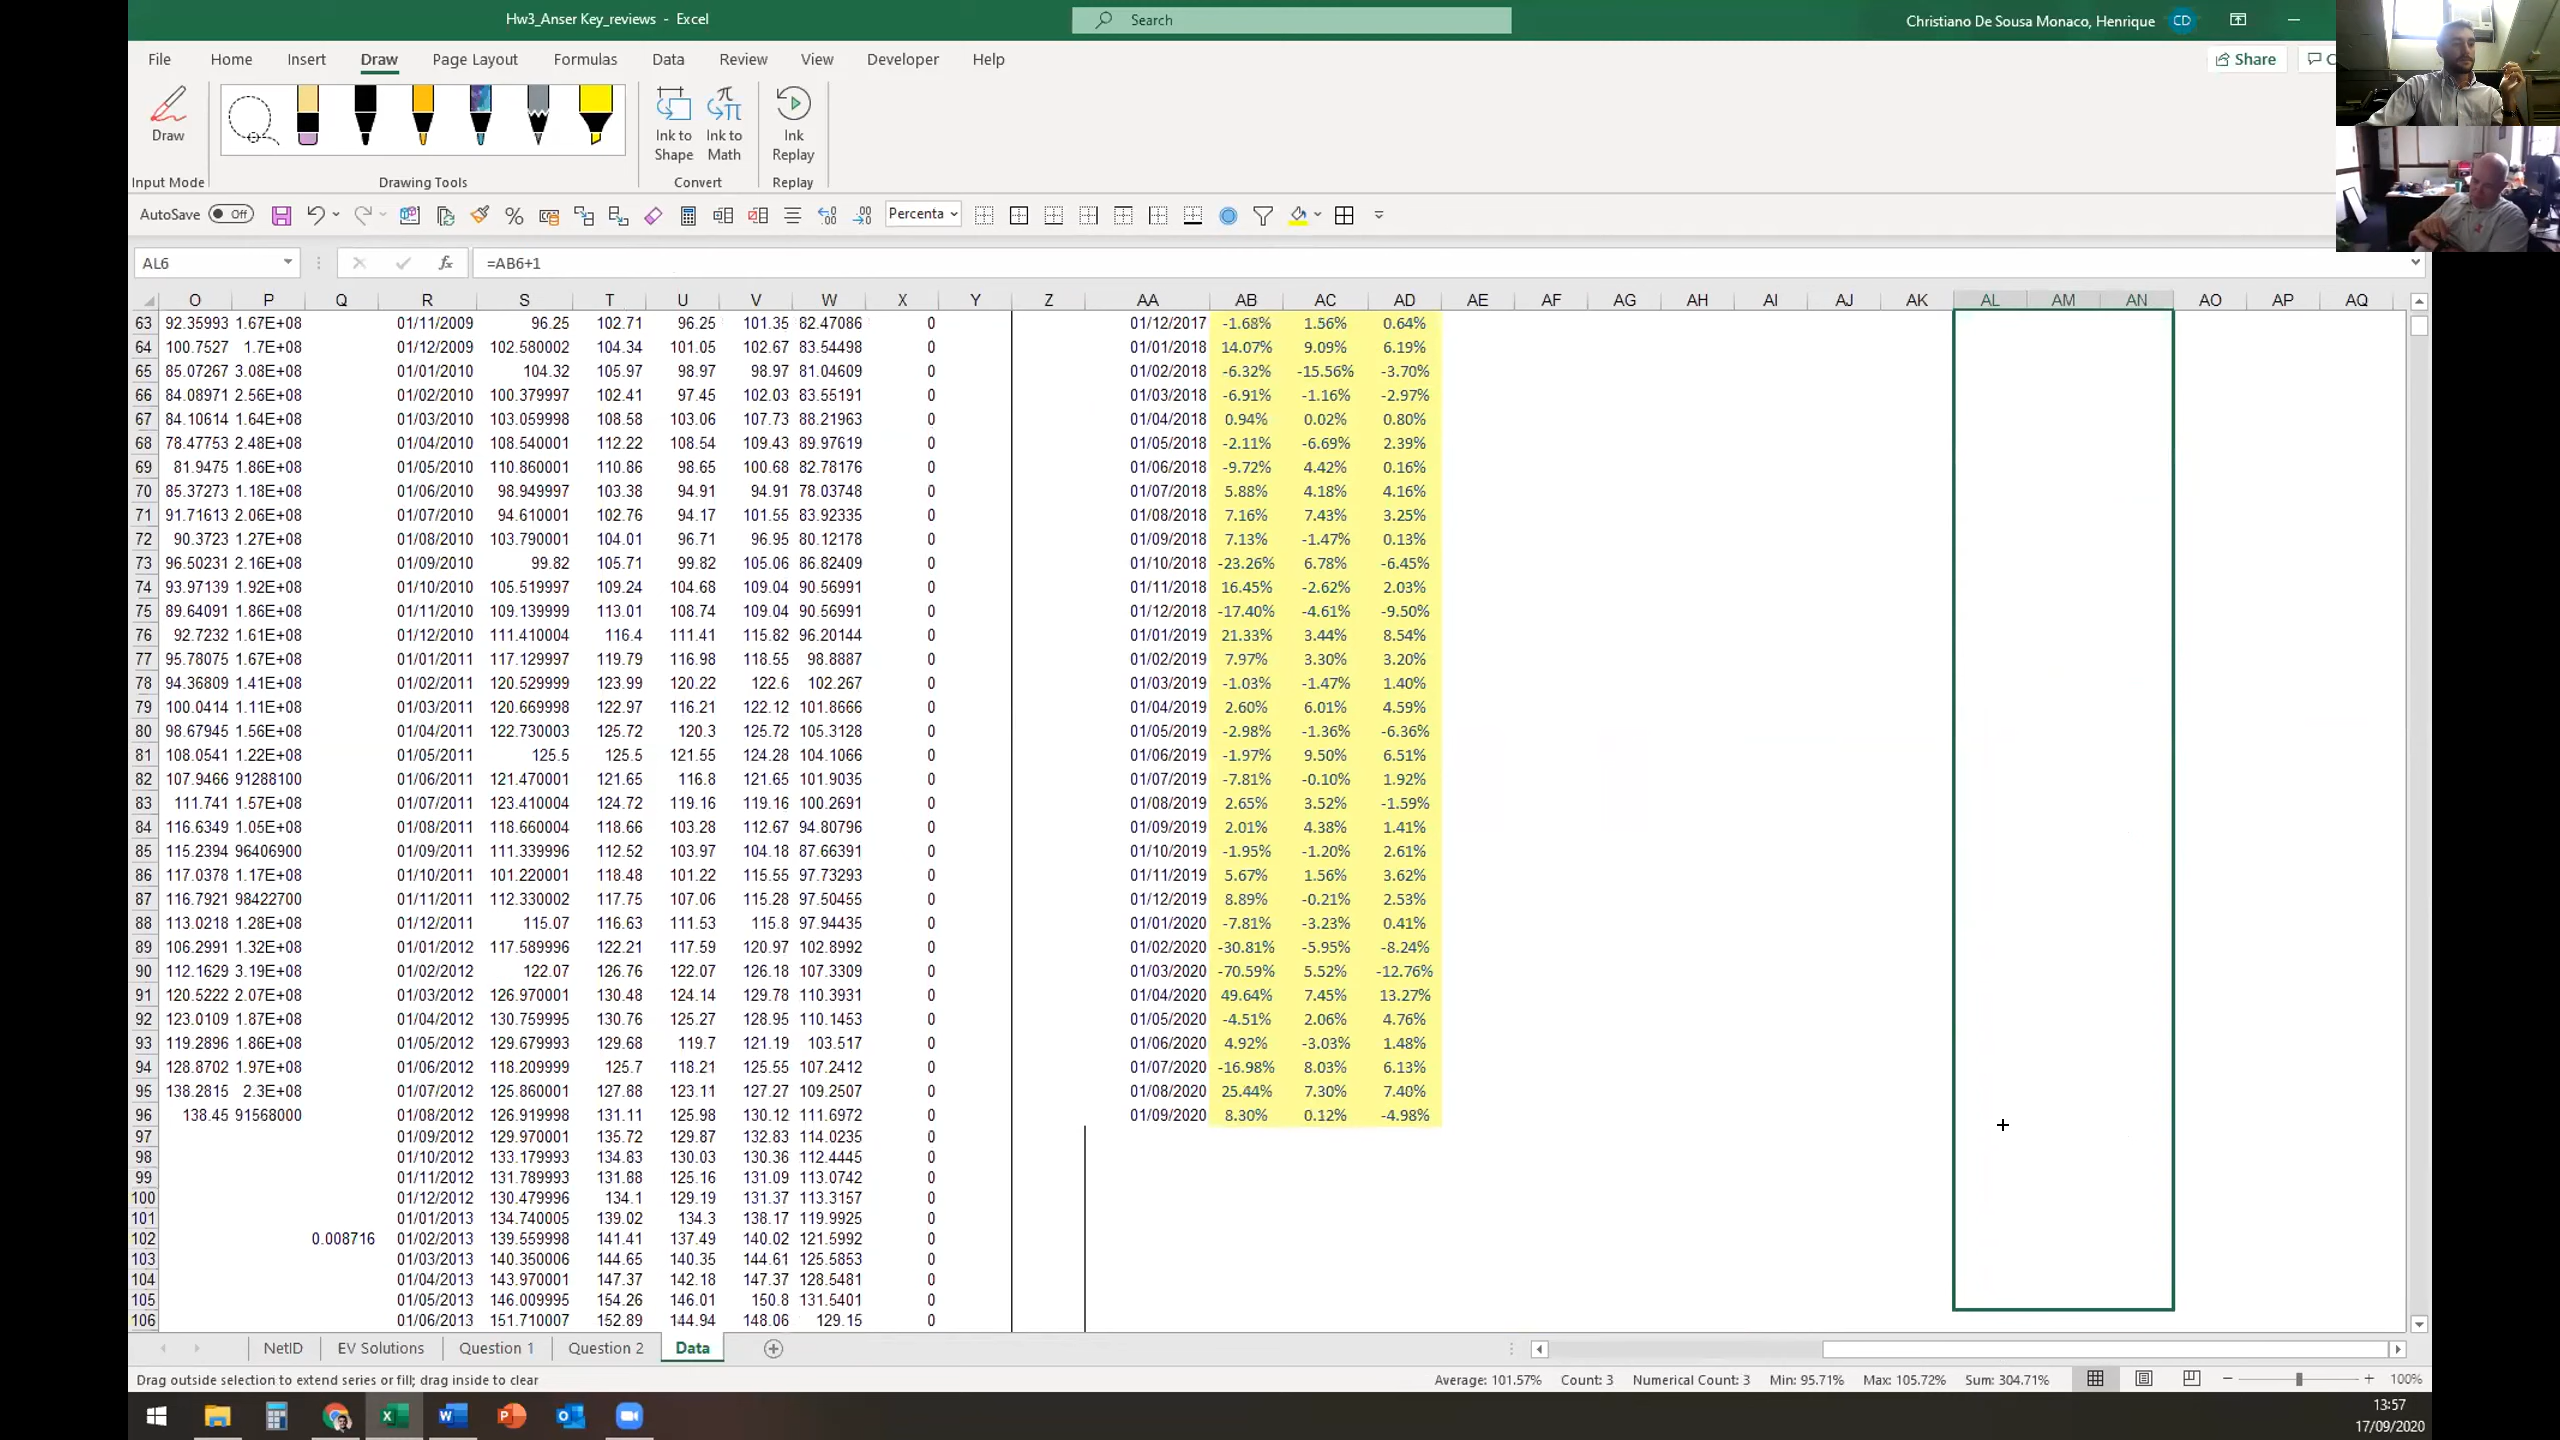 Hw3_Anser Key_reviews - Excel
Search
Christiano De Sousa Monaco, Henrique CD
File Home Insert Draw Page Layout Formulas Data Review View Developer Help
Share
Draw
Ink to Shape
Ink to Math
Ink Replay
Input Mode Drawing Tools Convert Replay
AutoSave Off Percenta
AL6 fx =AB6+1
O P Q R S T U V W X Y Z AA AB AC AD AE AF AG AH AI AJ AK AL AM AN AO AP AQ
63 92.35993 1.67E+08 01/11/2009 96.25 102.71 96.25 101.35 82.47086 0 01/12/2017 -1.68% 1.56% 0.64%
64 100.7527 1.7E+08 01/12/2009 102.580002 104.34 101.05 102.67 83.54498 0 01/01/2018 14.07% 9.09% 6.19%
65 85.07267 3.08E+08 01/01/2010 104.32 105.97 98.97 98.97 81.04609 0 01/02/2018 -6.32% -15.56% -3.70%
66 84.08971 2.56E+08 01/02/2010 100.379997 102.41 97.45 102.03 83.55191 0 01/03/2018 -6.91% -1.16% -2.97%
67 84.10614 1.64E+08 01/03/2010 103.059998 108.58 103.06 107.73 88.21963 0 01/04/2018 0.94% 0.02% 0.80%
68 78.47753 2.48E+08 01/04/2010 108.540001 112.22 108.54 109.43 89.97619 0 01/05/2018 -2.11% -6.69% 2.39%
69 81.9475 1.86E+08 01/05/2010 110.860001 110.86 98.65 100.68 82.78176 0 01/06/2018 -9.72% 4.42% 0.16%
70 85.37273 1.18E+08 01/06/2010 98.949997 103.38 94.91 94.91 78.03748 0 01/07/2018 5.88% 4.18% 4.16%
71 91.71613 2.06E+08 01/07/2010 94.610001 102.76 94.17 101.55 83.92335 0 01/08/2018 7.16% 7.43% 3.25%
72 90.3723 1.27E+08 01/08/2010 103.790001 104.01 96.71 96.95 80.12178 0 01/09/2018 7.13% -1.47% 0.13%
73 96.50231 2.16E+08 01/09/2010 99.82 105.71 99.82 105.06 86.82409 0 01/10/2018 -23.26% 6.78% -6.45%
74 93.97139 1.92E+08 01/10/2010 105.519997 109.24 104.68 109.04 90.56991 0 01/11/2018 16.45% -2.62% 2.03%
75 89.64091 1.86E+08 01/11/2010 109.139999 113.01 108.74 109.04 90.56991 0 01/12/2018 -17.40% -4.61% -9.50%
76 92.7232 1.61E+08 01/12/2010 111.410004 116.4 111.41 115.82 96.20144 0 01/01/2019 21.33% 3.44% 8.54%
77 95.78075 1.67E+08 01/01/2011 117.129997 119.79 116.98 118.55 98.8887 0 01/02/2019 7.97% 3.30% 3.20%
78 94.36809 1.41E+08 01/02/2011 120.529999 123.99 120.22 122.6 102.267 0 01/03/2019 -1.03% -1.47% 1.40%
79 100.0414 1.11E+08 01/03/2011 120.669998 122.97 116.21 122.12 101.8666 0 01/04/2019 2.60% 6.01% 4.59%
80 98.67945 1.56E+08 01/04/2011 122.730003 125.72 120.3 125.72 105.3128 0 01/05/2019 -2.98% -1.36% -6.36%
81 108.0541 1.22E+08 01/05/2011 125.5 125.5 121.55 124.28 104.1066 0 01/06/2019 -1.97% 9.50% 6.51%
82 107.9466 91288100 01/06/2011 121.470001 121.65 116.8 121.65 101.9035 0 01/07/2019 -7.81% -0.10% 1.92%
83 111.741 1.57E+08 01/07/2011 123.410004 124.72 119.16 119.16 100.2691 0 01/08/2019 2.65% 3.52% -1.59%
84 116.6349 1.05E+08 01/08/2011 118.660004 118.66 103.28 112.67 94.80796 0 01/09/2019 2.01% 4.38% 1.41%
85 115.2394 96406900 01/09/2011 111.339996 112.52 103.97 104.18 87.66391 0 01/10/2019 -1.95% -1.20% 2.61%
86 117.0378 1.17E+08 01/10/2011 101.220001 118.48 101.22 115.55 97.73293 0 01/11/2019 5.67% 1.56% 3.62%
87 116.7921 98422700 01/11/2011 112.330002 117.75 107.06 115.28 97.50455 0 01/12/2019 8.89% -0.21% 2.53%
88 113.0218 1.28E+08 01/12/2011 115.07 116.63 111.53 115.8 97.94435 0 01/01/2020 -7.81% -3.23% 0.41%
89 106.2991 1.32E+08 01/01/2012 117.589996 122.21 117.59 120.97 102.8992 0 01/02/2020 -30.81% -5.95% -8.24%
90 112.1629 3.19E+08 01/02/2012 122.07 126.76 122.07 126.18 107.3309 0 01/03/2020 -70.59% 5.52% -12.76%
91 120.5222 2.07E+08 01/03/2012 126.970001 130.48 124.14 129.78 110.3931 0 01/04/2020 49.64% 7.45% 13.27%
92 123.0109 1.87E+08 01/04/2012 130.759995 130.76 125.27 128.95 110.1453 0 01/05/2020 -4.51% 2.06% 4.76%
93 119.2896 1.86E+08 01/05/2012 129.679993 129.68 119.7 121.19 103.517 0 01/06/2020 4.92% -3.03% 1.48%
94 128.8702 1.97E+08 01/06/2012 118.209999 125.7 118.21 125.55 107.2412 0 01/07/2020 -16.98% 8.03% 6.13%
95 138.2815 2.3E+08 01/07/2012 125.860001 127.88 123.11 127.27 109.2507 0 01/08/2020 25.44% 7.30% 7.40%
96 138.45 91568000 01/08/2012 126.919998 131.11 125.98 130.12 111.6972 0 01/09/2020 8.30% 0.12% -4.98%
97 01/09/2012 129.970001 135.72 129.87 132.83 114.0235 0
98 01/10/2012 133.179993 134.83 130.03 130.36 112.4445 0
99 01/11/2012 131.789993 131.88 125.16 131.09 113.0742 0
100 01/12/2012 130.479996 134.1 129.19 131.37 113.3157 0
101 01/01/2013 134.740005 139.02 134.3 138.17 119.9925 0
102 0.008716 01/02/2013 139.559998 141.41 137.49 140.02 121.5992 0
103 01/03/2013 140.350006 144.65 140.35 144.61 125.5853 0
104 01/04/2013 143.970001 147.37 142.18 147.37 128.5481 0
105 01/05/2013 146.009995 154.26 146.01 150.8 131.5401 0
106 01/06/2013 151.710007 152.89 144.94 148.06 129.15 0
NetID EV Solutions Question 1 Question 2 Data
Drag outside selection to extend series or fill; drag inside to clear Average: 101.57% Count: 3 Numerical Count: 3 Min: 95.71% Max: 105.72% Sum: 304.71% 100%
13:57
17/09/2020